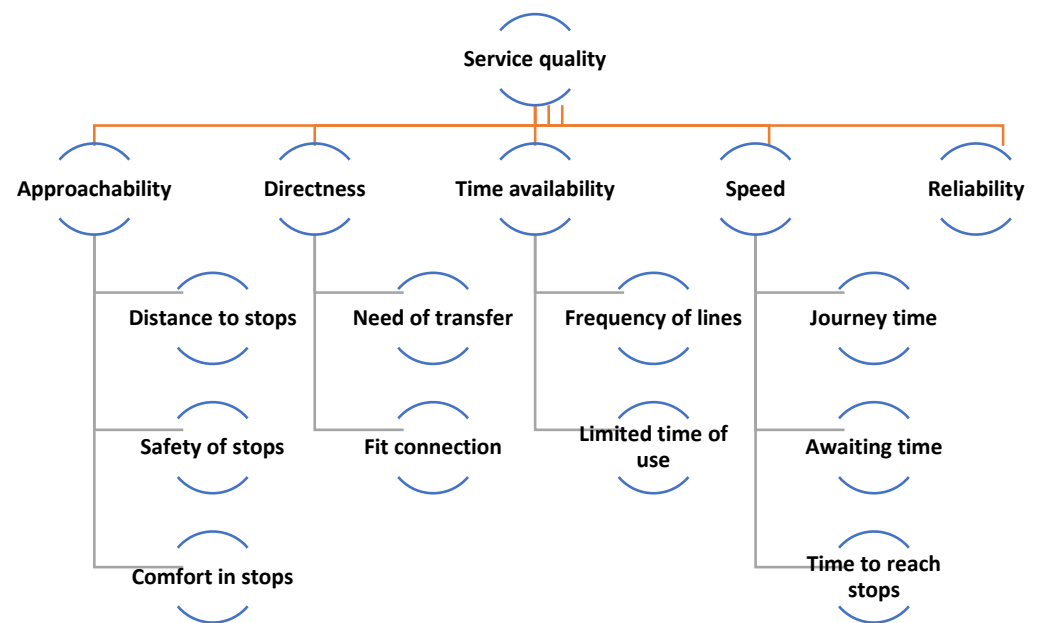 Service quality
Approachability
Directness
Time availability
Speed
Reliability
Distance to stops
Need of transfer
Frequency of lines
Journey time
Safety of stops
Fit connection
Limited time of
use
Awaiting time
Comfort in stops
Time to reach
stops